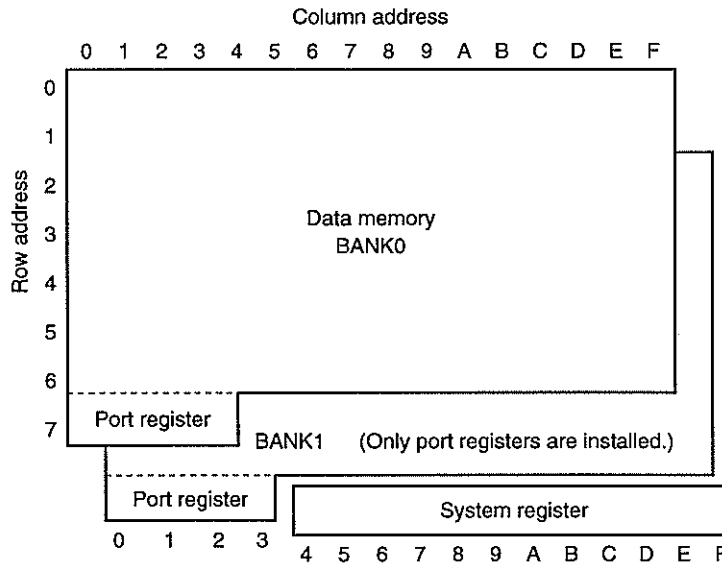 Column address
0 1 2 3 4 5 6 7 8 9 A B C D E F
Row address
0
1
2
3
4
5
6
7
Data memory
BANK0
Port register
BANK1 (Only port registers are installed.)
Port register
System register
0 1 2 3 4 5 6 7 8 9 A B C D E F